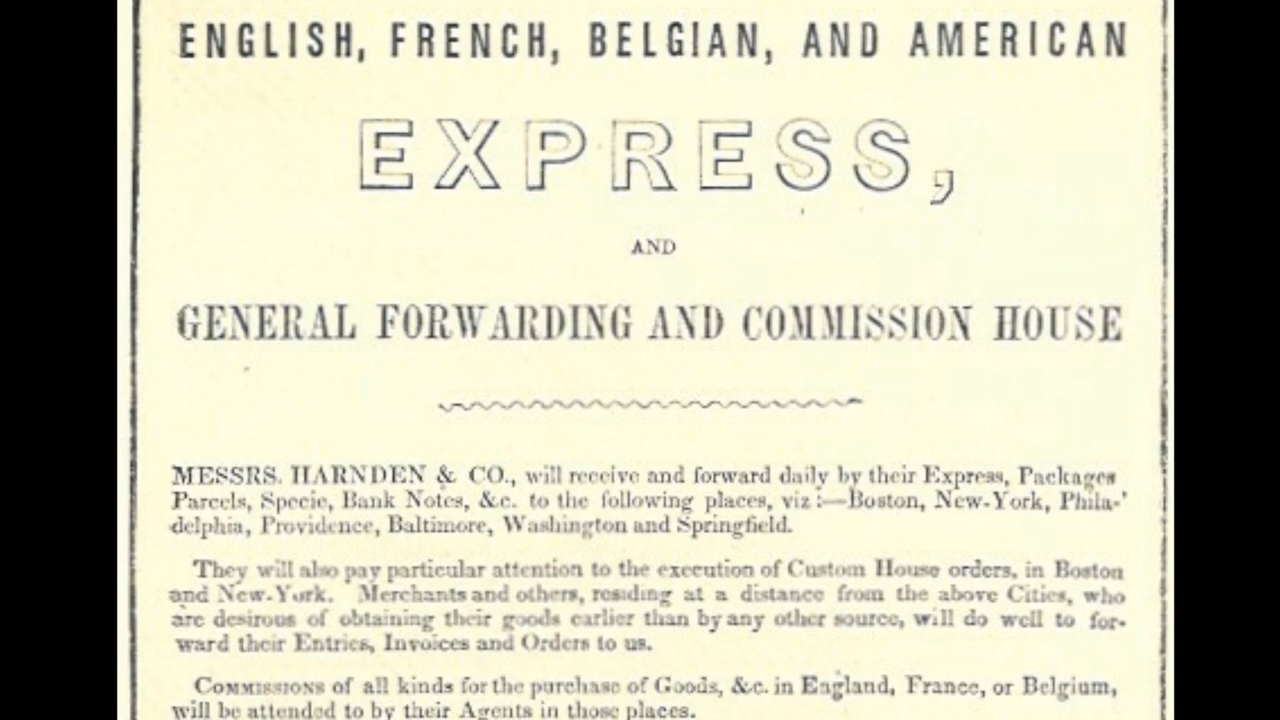 ENGLISH, FRENCH, BELGIAN, AND AMERICAN
EXPRESS,
AND
GENERAL FORWARDING AND COMMISSION HOUSE
MESSRS. HARNDEN & CO., will receive and forward daily by their Express, Packages
Parcels, Specie, Bank Notes, &c. to the following places, viz:—Boston, New-York, Phila-
delphia, Providence, Baltimore, Washington and Springfield.
They will also pay particular attention to the execution of Custom House orders, in Boston
and New-York. Merchants and others, residing at a distance from the above Cities, who
are desirous of obtaining their goods earlier than by any other source, will do well to for-
ward their Entries, Invoices and Orders to us.
COMMISSIONS of all kinds for the purchase of Goods, &c. in England, France, or Belgium,
will be attended to by their Agents in those places.